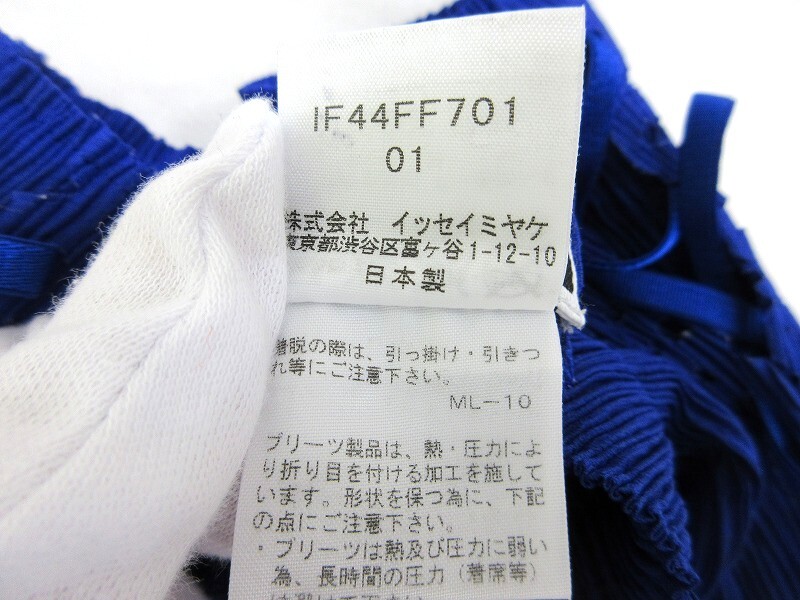 IF44FF701
01
株式会社 イッセイミヤケ
東京都渋谷区富ヶ谷1-12-10
日本製
着脱の際は、引っ掛け・引きつ
れ等にご注意下さい。
ML-10
プリーツ製品は、熱・圧力によ
り折り目を付ける加工を施して
います。形状を保つ為に、下記
の点にご注意下さい。
・プリーツは熱及び圧力に弱い
為、長時間の圧力（着席等）